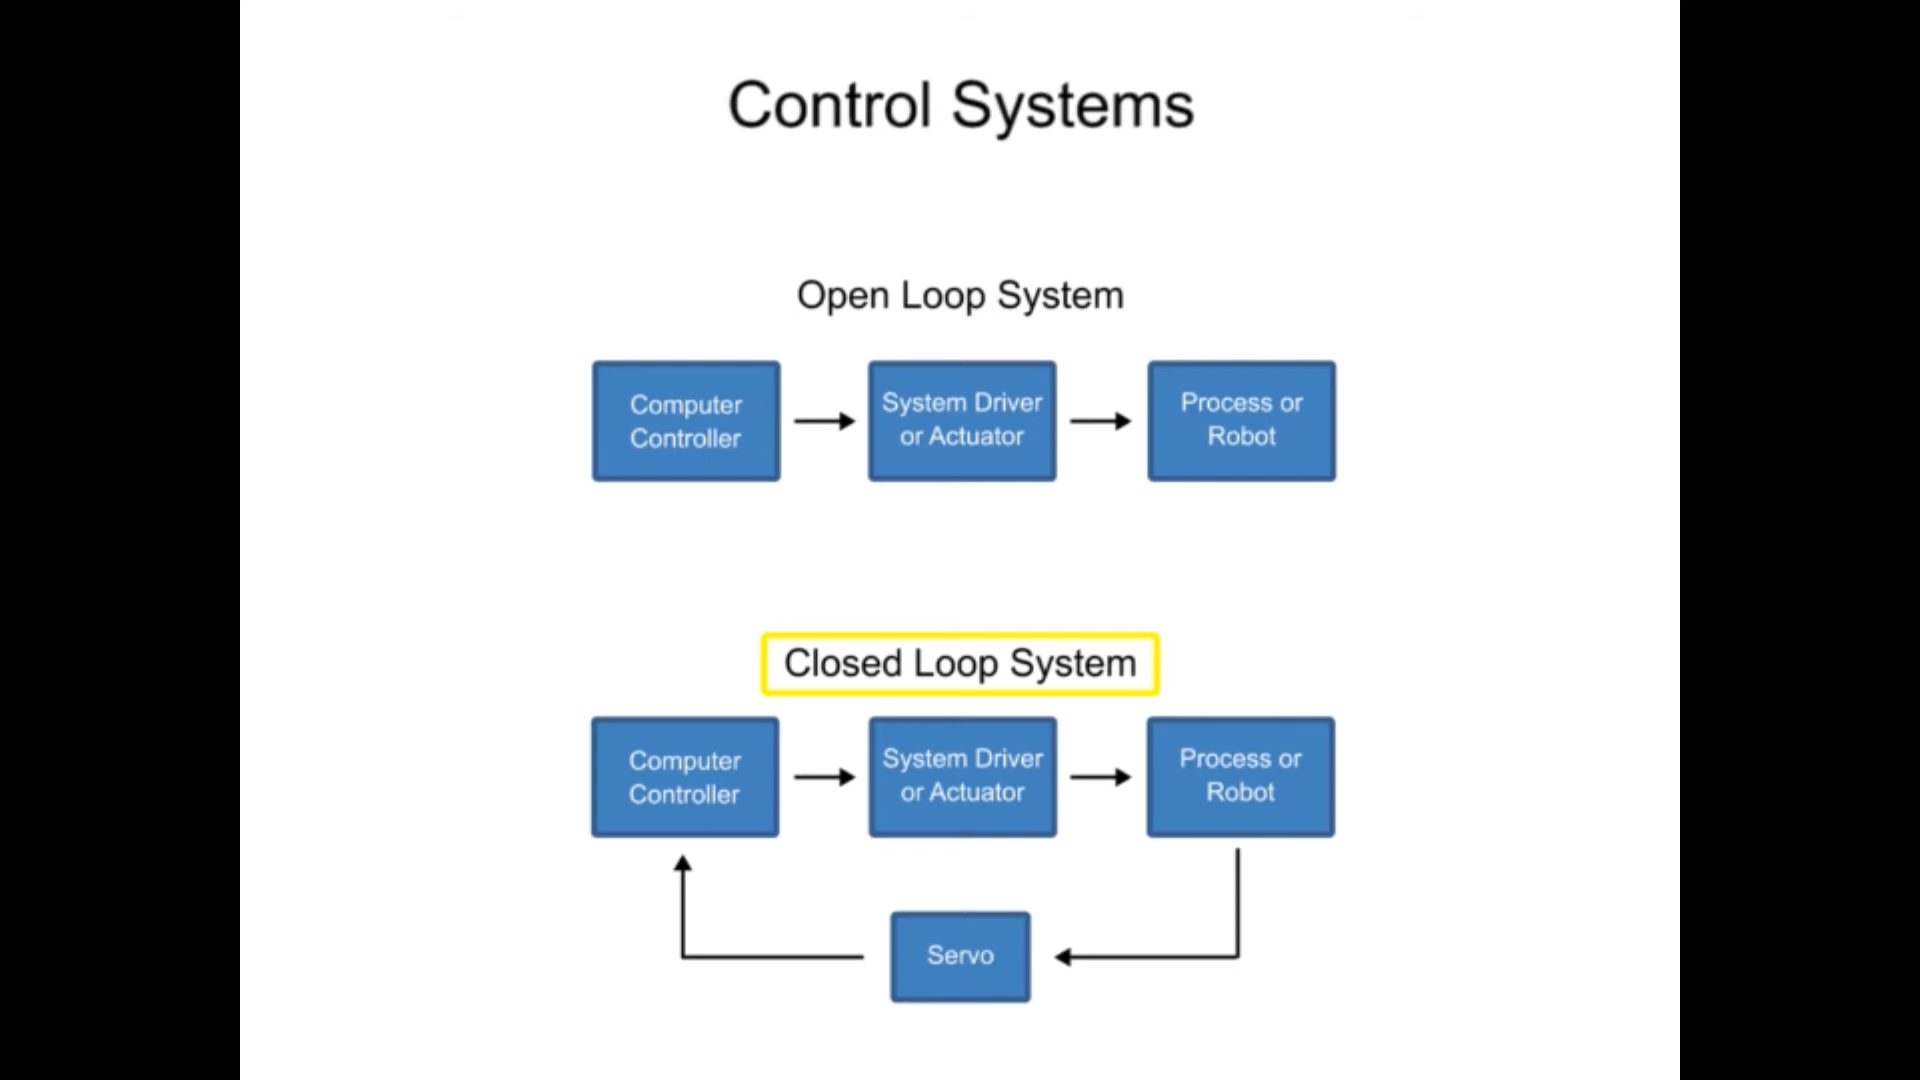 Control Systems
Open Loop System
Computer
Controller
System Driver
or Actuator
Process or
Robot
Closed Loop System
Computer
Controller
System Driver
or Actuator
Process or
Robot
Servo